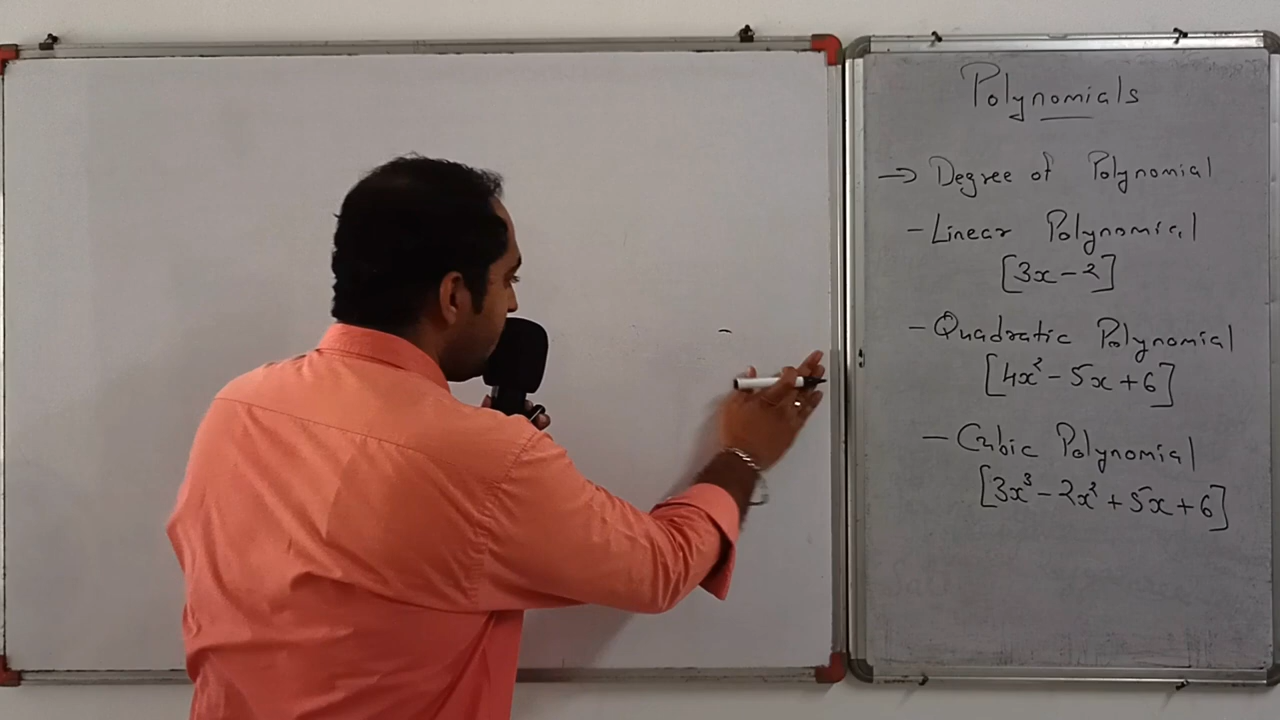 Polynomials
→ Degree of Polynomial
- Linear Polynomial
[3x - 2]
- Quadratic Polynomial
[4x² - 5x + 6]
- Cubic Polynomial
[3x³ - 2x² + 5x + 6]
-